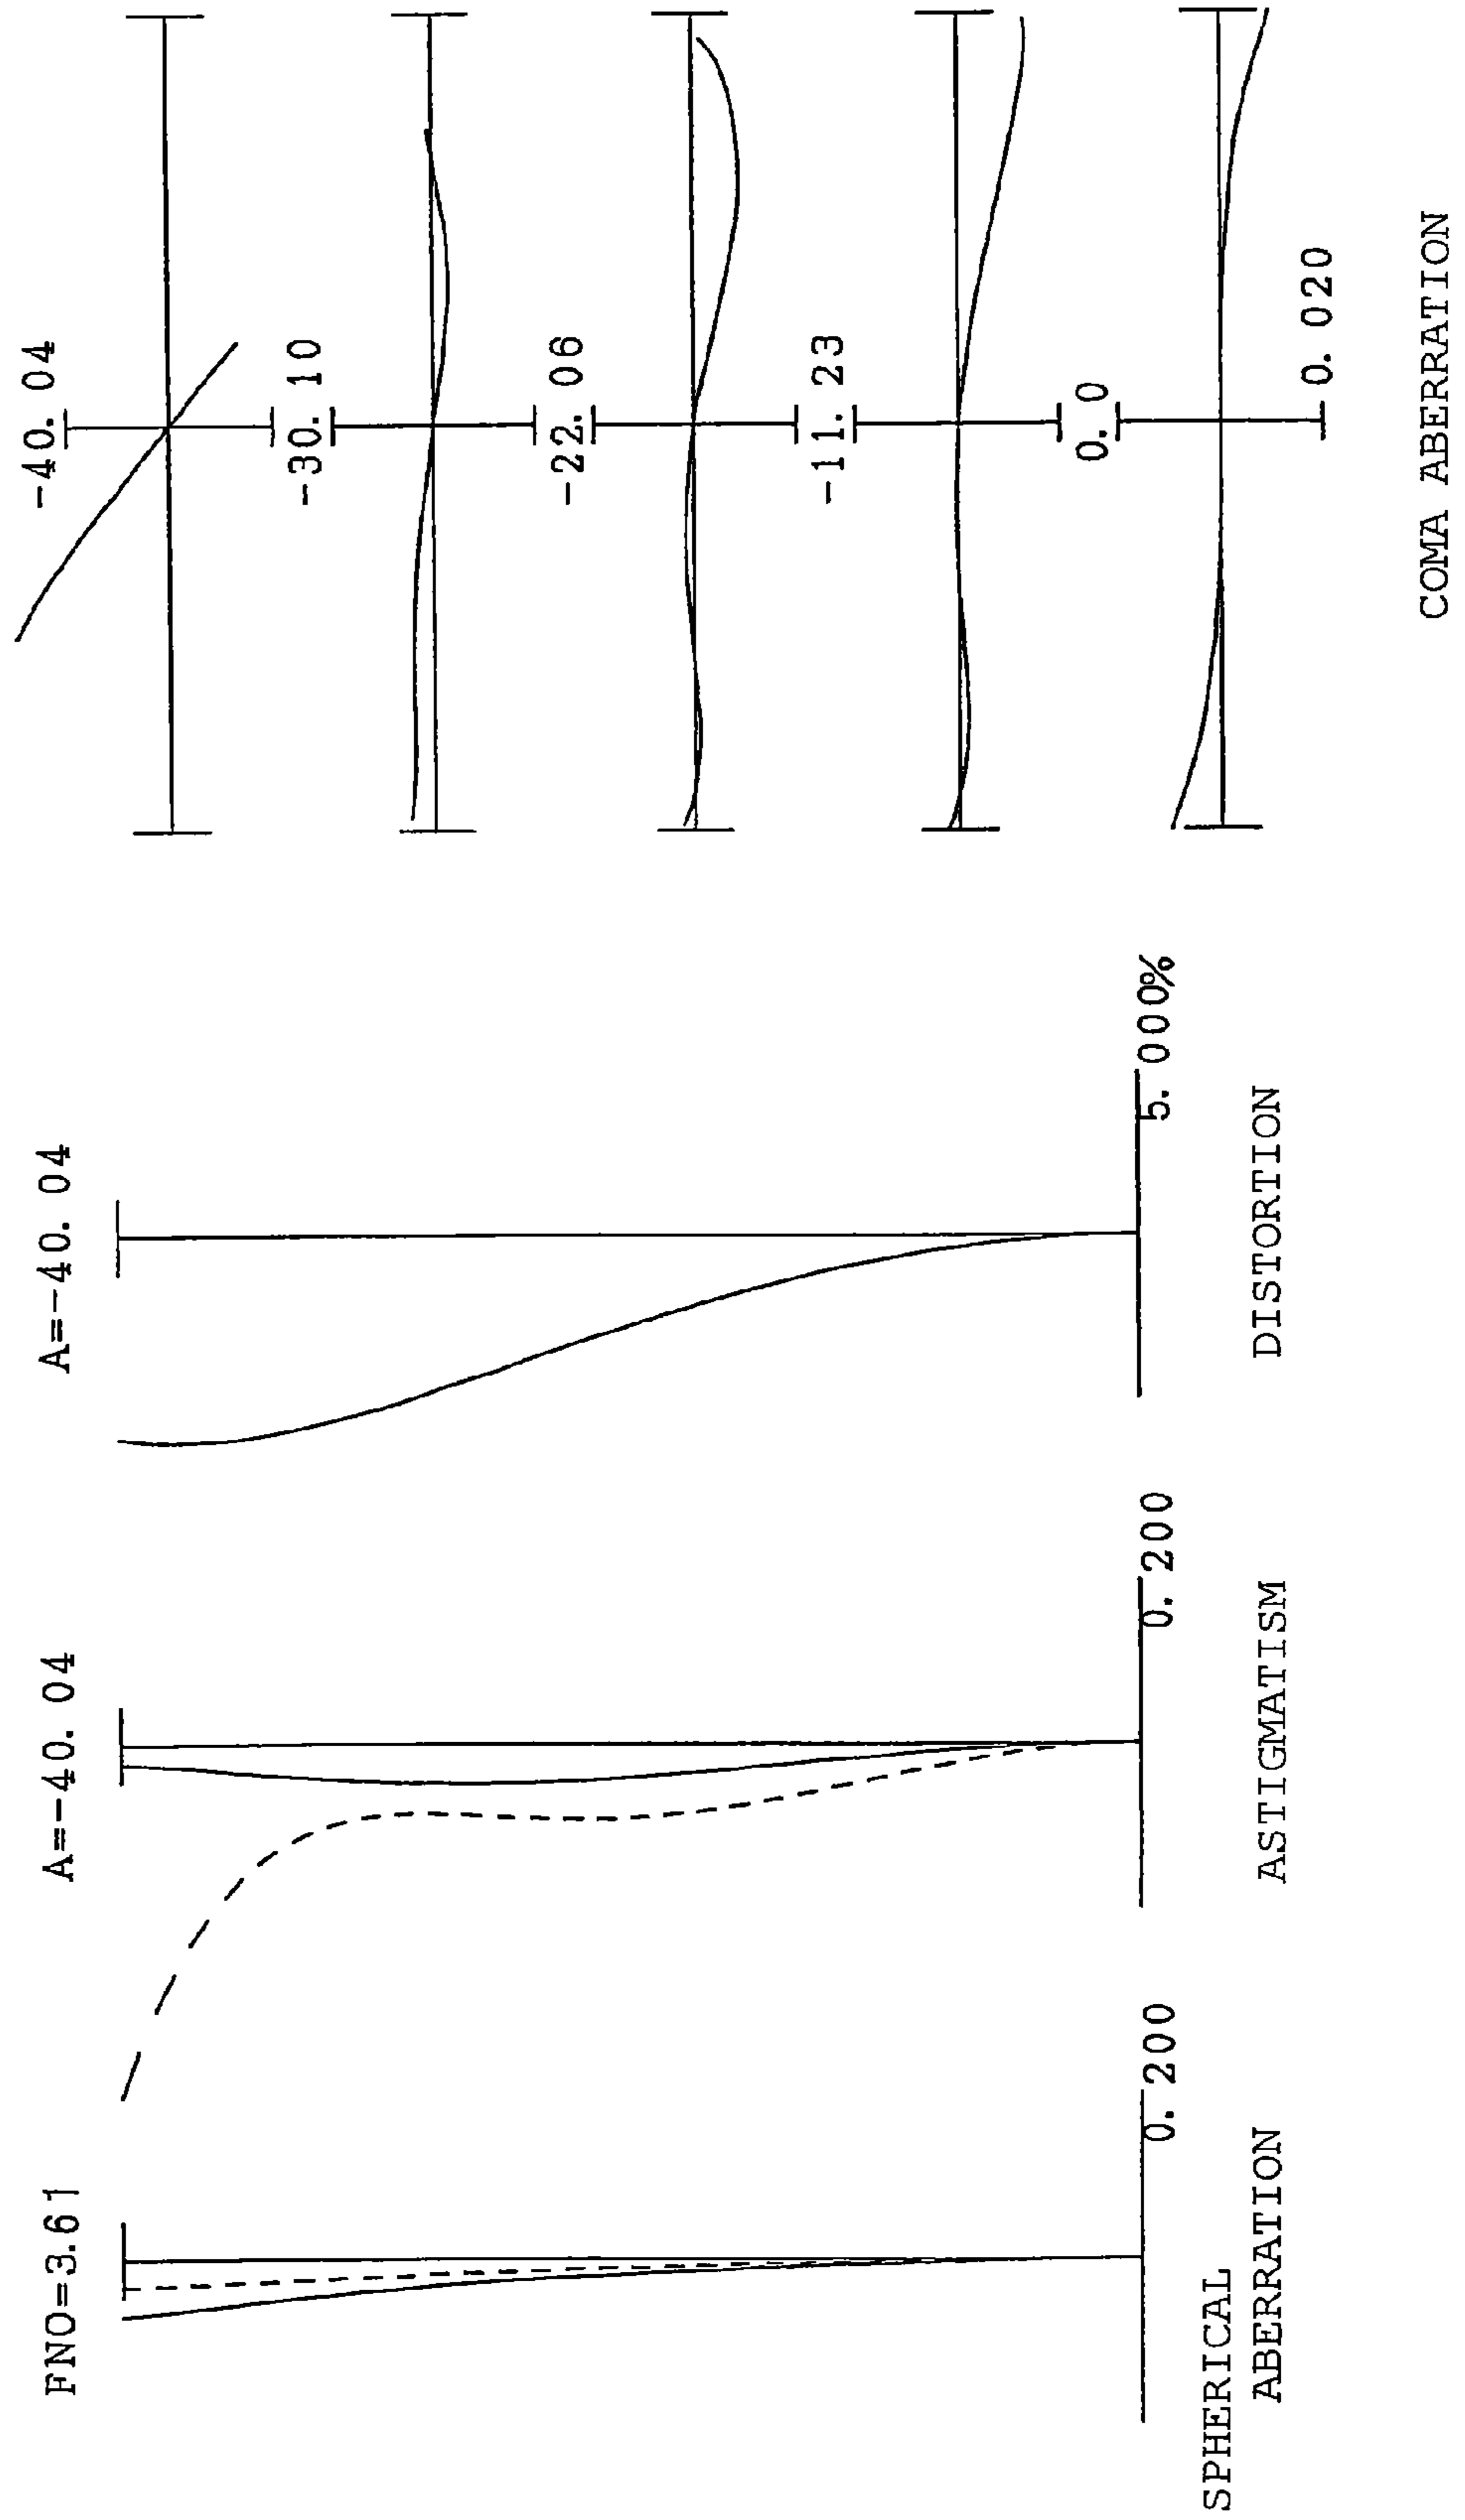 FNO=3.61
0. 200
SPHERICAL
ABERRATION
A=-40. 04
0. 200
ASTIGMATISM
A=-40. 04
5. 000%
DISTORTION
-40. 04
-30. 10
-22. 06
-11. 23
0. 0
0. 020
COMA ABERRATION